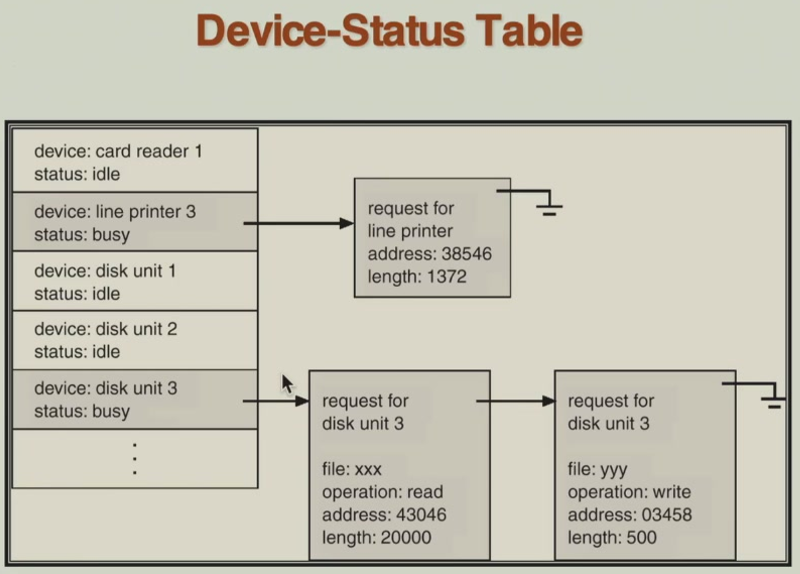 Device-Status Table
device: card reader 1
status: idle
device: line printer 3
status: busy
device: disk unit 1
status: idle
device: disk unit 2
status: idle
device: disk unit 3
status: busy
request for
line printer
address: 38546
length: 1372
request for
disk unit 3
file: xxx
operation: read
address: 43046
length: 20000
request for
disk unit 3
file: yyy
operation: write
address: 03458
length: 500